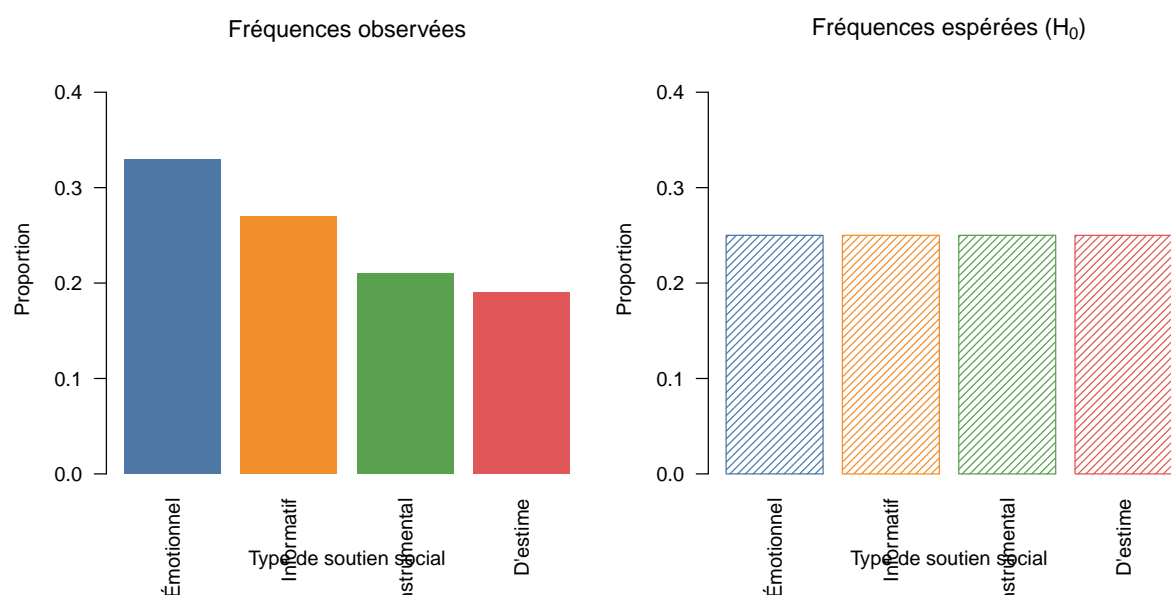 Fréquences observées
Proportion
0.4
0.3
0.2
0.1
0.0
Émotionnel
Informatif
nstrumental
D'estime
Type de soutien social
Fréquences espérées (H0)
Proportion
0.4
0.3
0.2
0.1
0.0
Émotionnel
Informatif
nstrumental
D'estime
Type de soutien social